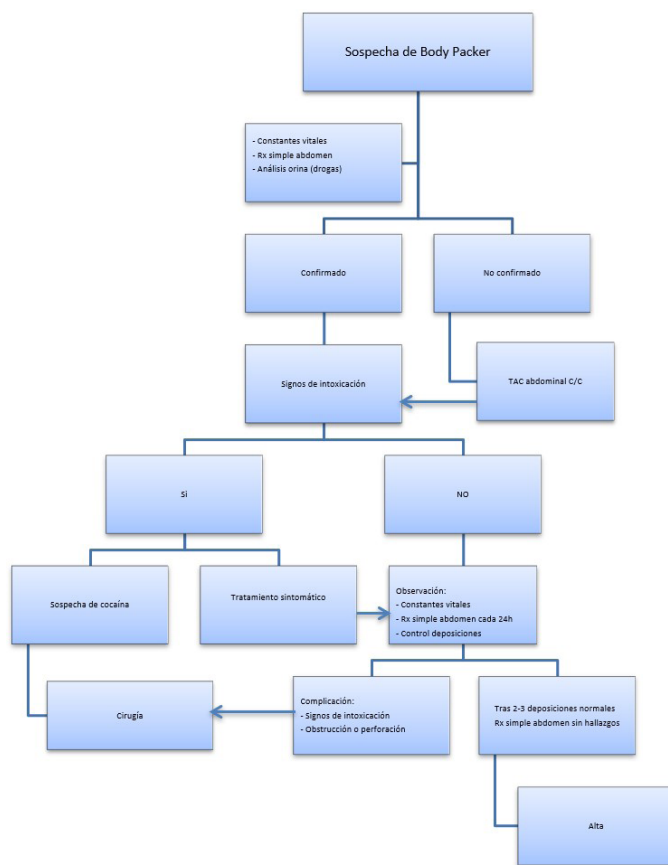 Sospecha de Body Packer
- Constantes vitales
- Rx simple abdomen
- Análisis orina (drogas)
Confirmado
No confirmado
Signos de intoxicación
TAC abdominal C/C
Si
NO
Sospecha de cocaína
Tratamiento sintomático
Observación:
- Constantes vitales
- Rx simple abdomen cada 24h
- Control deposiciones
Cirugía
Complicación:
- Signos de intoxicación
- Obstrucción o perforación
Tras 2-3 deposiciones normales
Rx simple abdomen sin hallazgos
Alta